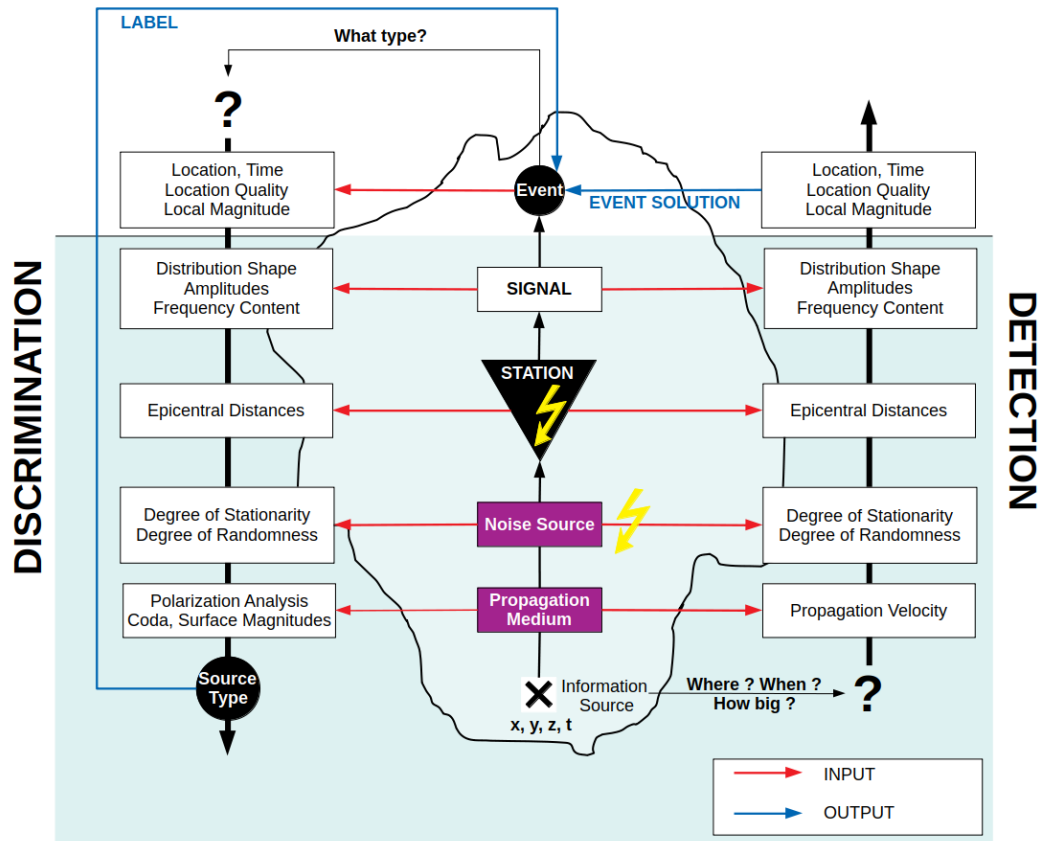 LABEL
What type?
?
Location, Time
Location Quality
Local Magnitude
Event
EVENT SOLUTION
Location, Time
Location Quality
Local Magnitude
DISCRIMINATION
Distribution Shape
Amplitudes
Frequency Content
SIGNAL
Distribution Shape
Amplitudes
Frequency Content
DETECTION
STATION
Epicentral Distances
Epicentral Distances
Degree of Stationarity
Degree of Randomness
Noise Source
Degree of Stationarity
Degree of Randomness
Polarization Analysis
Coda, Surface Magnitudes
Propagation
Medium
Propagation Velocity
Source
Type
Information
Source
x, y, z, t
Where ? When ?
How big ?
?
INPUT
OUTPUT